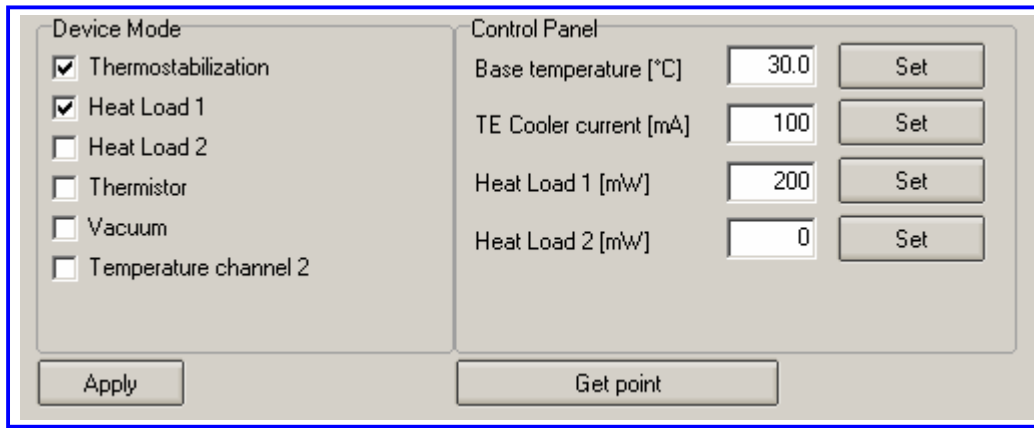 Device Mode
Thermostabilization
Heat Load 1
Heat Load 2
Thermistor
Vacuum
Temperature channel 2
Apply
Control Panel
Base temperature [°C] 30.0 Set
TE Cooler current [mA] 100 Set
Heat Load 1 [mW] 200 Set
Heat Load 2 [mW] 0 Set
Get point